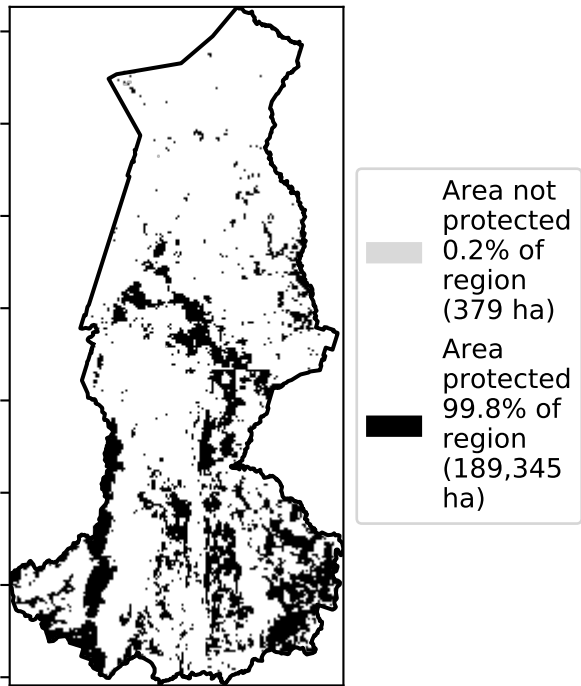 Area not
protected
0.2% of
region
(379 ha)
Area
protected
99.8% of
region
(189,345
ha)